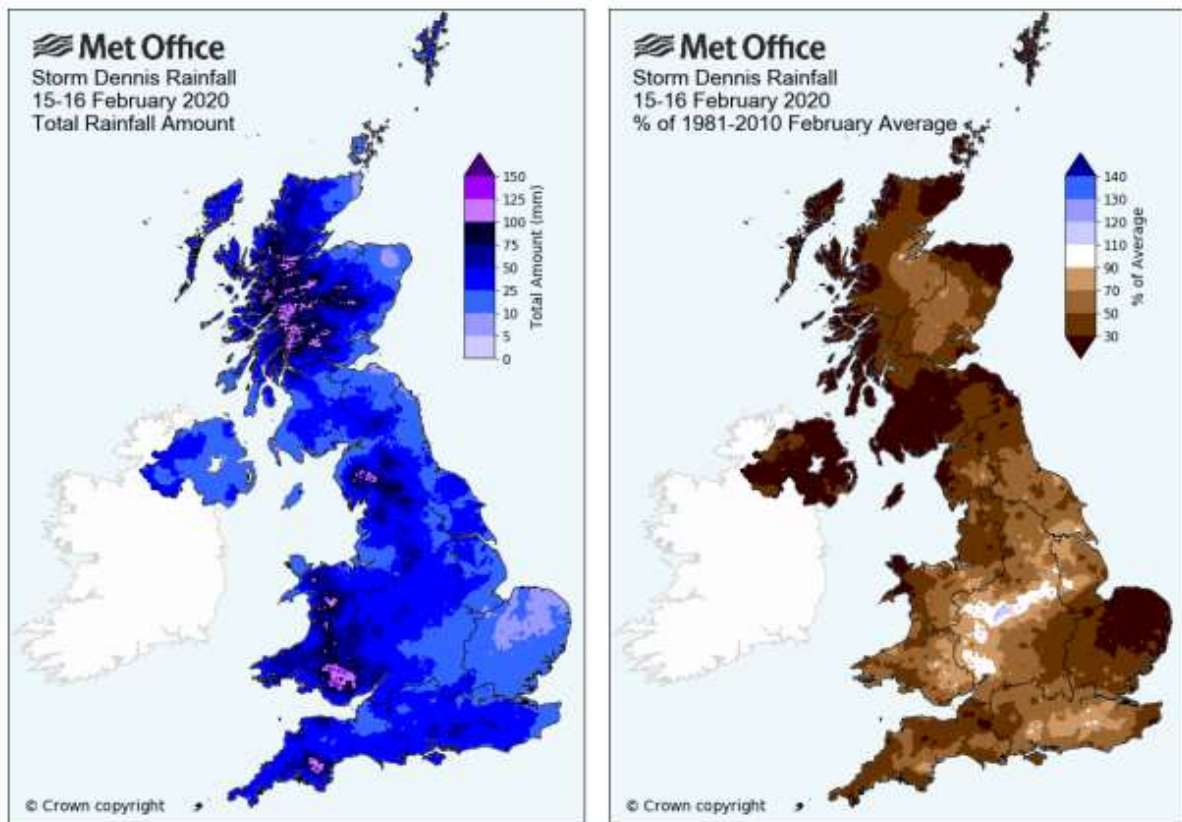 Met Office
Storm Dennis Rainfall
15-16 February 2020
Total Rainfall Amount
150
100
75
50
25
10
5
0
Total Amount (mm)
© Crown copyright
Met Office
Storm Dennis Rainfall
15-16 February 2020
% of 1981-2010 February Average
140
130
120
110
90
70
50
30
% of Average
© Crown copyright